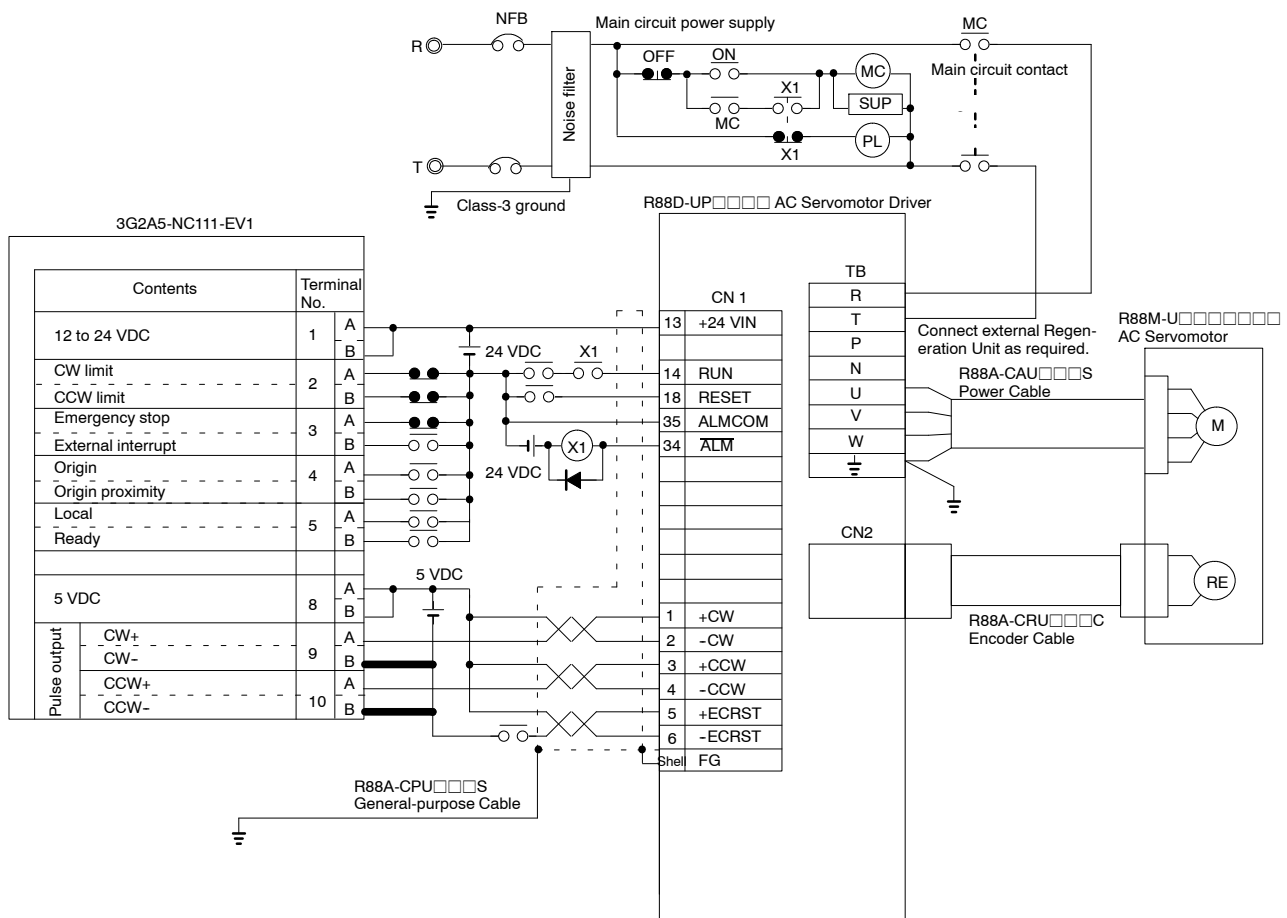 NFB
Main circuit power supply
MC
R
OFF
ON
MC
Main circuit contact
X1
SUP
MC
PL
X1
Noise filter
T
Class-3 ground
R88D-UP□□□□ AC Servomotor Driver
3G2A5-NC111-EV1
Contents
Terminal No.
12 to 24 VDC
1
A
B
CW limit
2
A
CCW limit
B
Emergency stop
3
A
External interrupt
B
Origin
4
A
Origin proximity
B
Local
5
A
Ready
B
5 VDC
8
A
B
Pulse output
CW+
9
A
CW-
B
CCW+
10
A
CCW-
B
24 VDC
X1
X1
24 VDC
5 VDC
CN 1
13 +24 VIN
14 RUN
18 RESET
35 ALMCOM
34 ALM
1 +CW
2 -CW
3 +CCW
4 -CCW
5 +ECRST
6 -ECRST
Shell FG
R88A-CPU□□□S
General-purpose Cable
TB
R
T
P
N
U
V
W
CN2
Connect external Regen-
eration Unit as required.
R88A-CAU□□□S
Power Cable
R88M-U□□□□□□□
AC Servomotor
M
RE
R88A-CRU□□□C
Encoder Cable